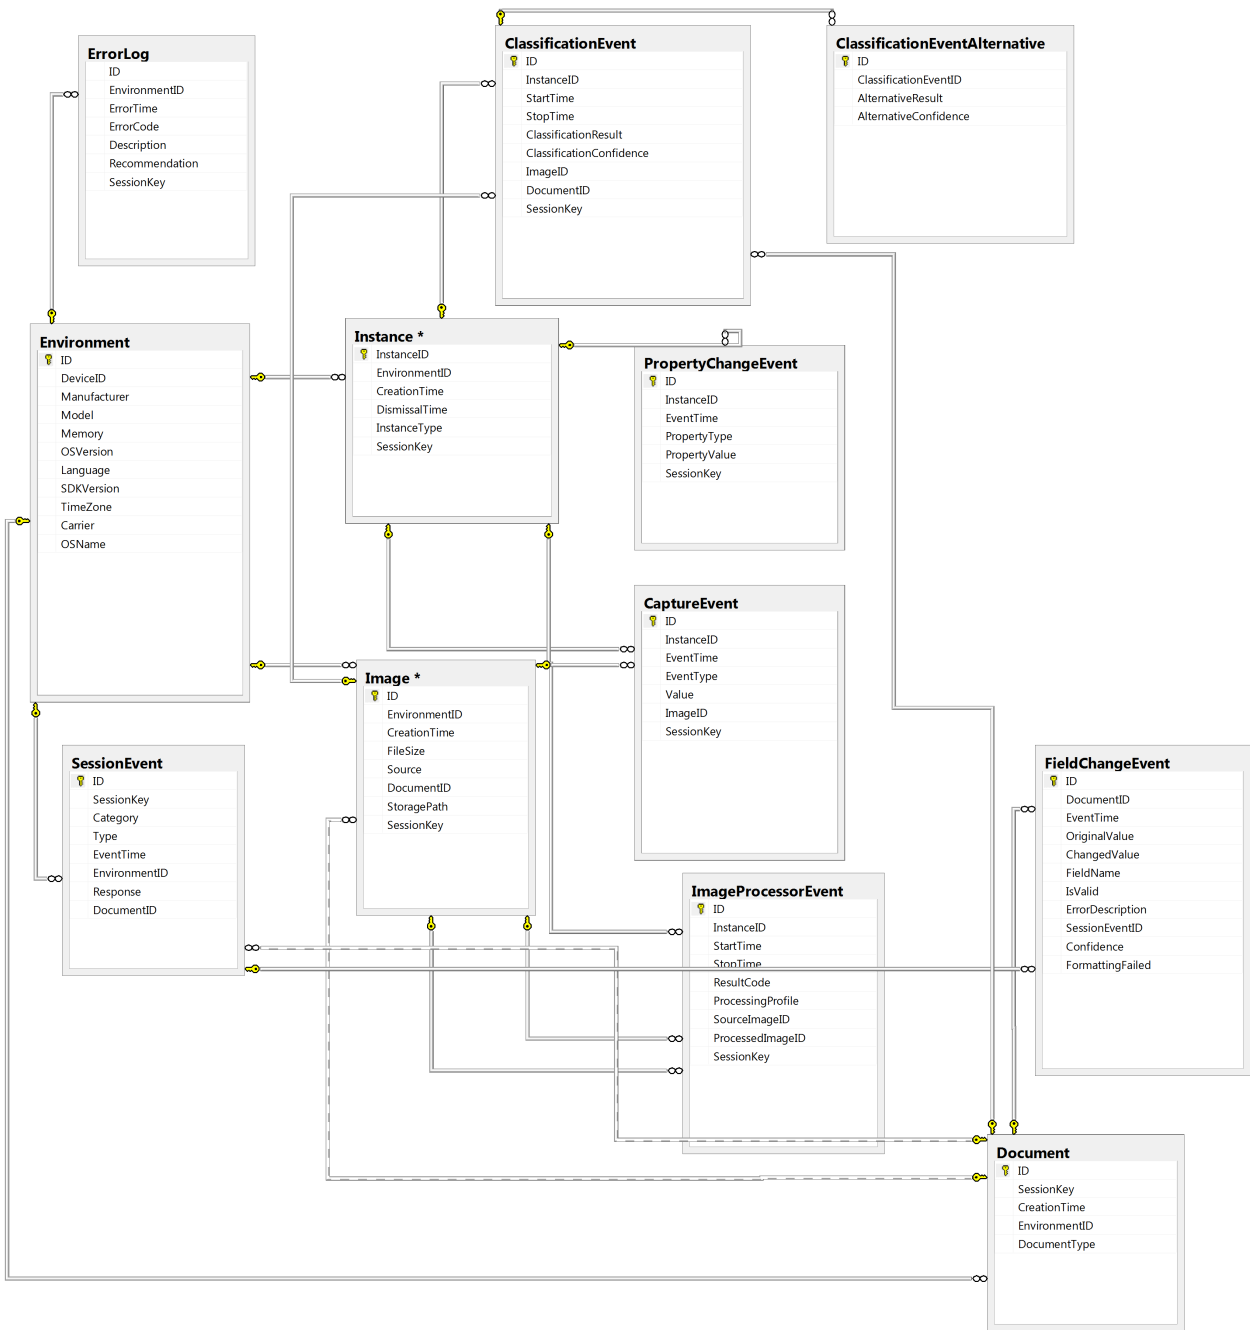 ErrorLog
ID
EnvironmentID
ErrorTime
ErrorCode
Description
Recommendation
SessionKey
ClassificationEvent
ID
InstanceID
StartTime
StopTime
ClassificationResult
ClassificationConfidence
ImageID
DocumentID
SessionKey
ClassificationEventAlternative
ID
ClassificationEventID
AlternativeResult
AlternativeConfidence
Environment
ID
DeviceID
Manufacturer
Model
Memory
OSVersion
Language
SDKVersion
TimeZone
Carrier
OSName
Instance *
InstanceID
EnvironmentID
CreationTime
DismissalTime
InstanceType
SessionKey
PropertyChangeEvent
ID
InstanceID
EventTime
PropertyType
PropertyValue
SessionKey
CaptureEvent
ID
InstanceID
EventTime
EventType
Value
ImageID
SessionKey
Image *
ID
EnvironmentID
CreationTime
FileSize
Source
DocumentID
StoragePath
SessionKey
SessionEvent
ID
SessionKey
Category
Type
EventTime
EnvironmentID
Response
DocumentID
FieldChangeEvent
ID
DocumentID
EventTime
OriginalValue
ChangedValue
FieldName
IsValid
ErrorDescription
SessionEventID
Confidence
FormattingFailed
ImageProcessorEvent
ID
InstanceID
StartTime
StopTime
ResultCode
ProcessingProfile
SourceImageID
ProcessedImageID
SessionKey
Document
ID
SessionKey
CreationTime
EnvironmentID
DocumentType